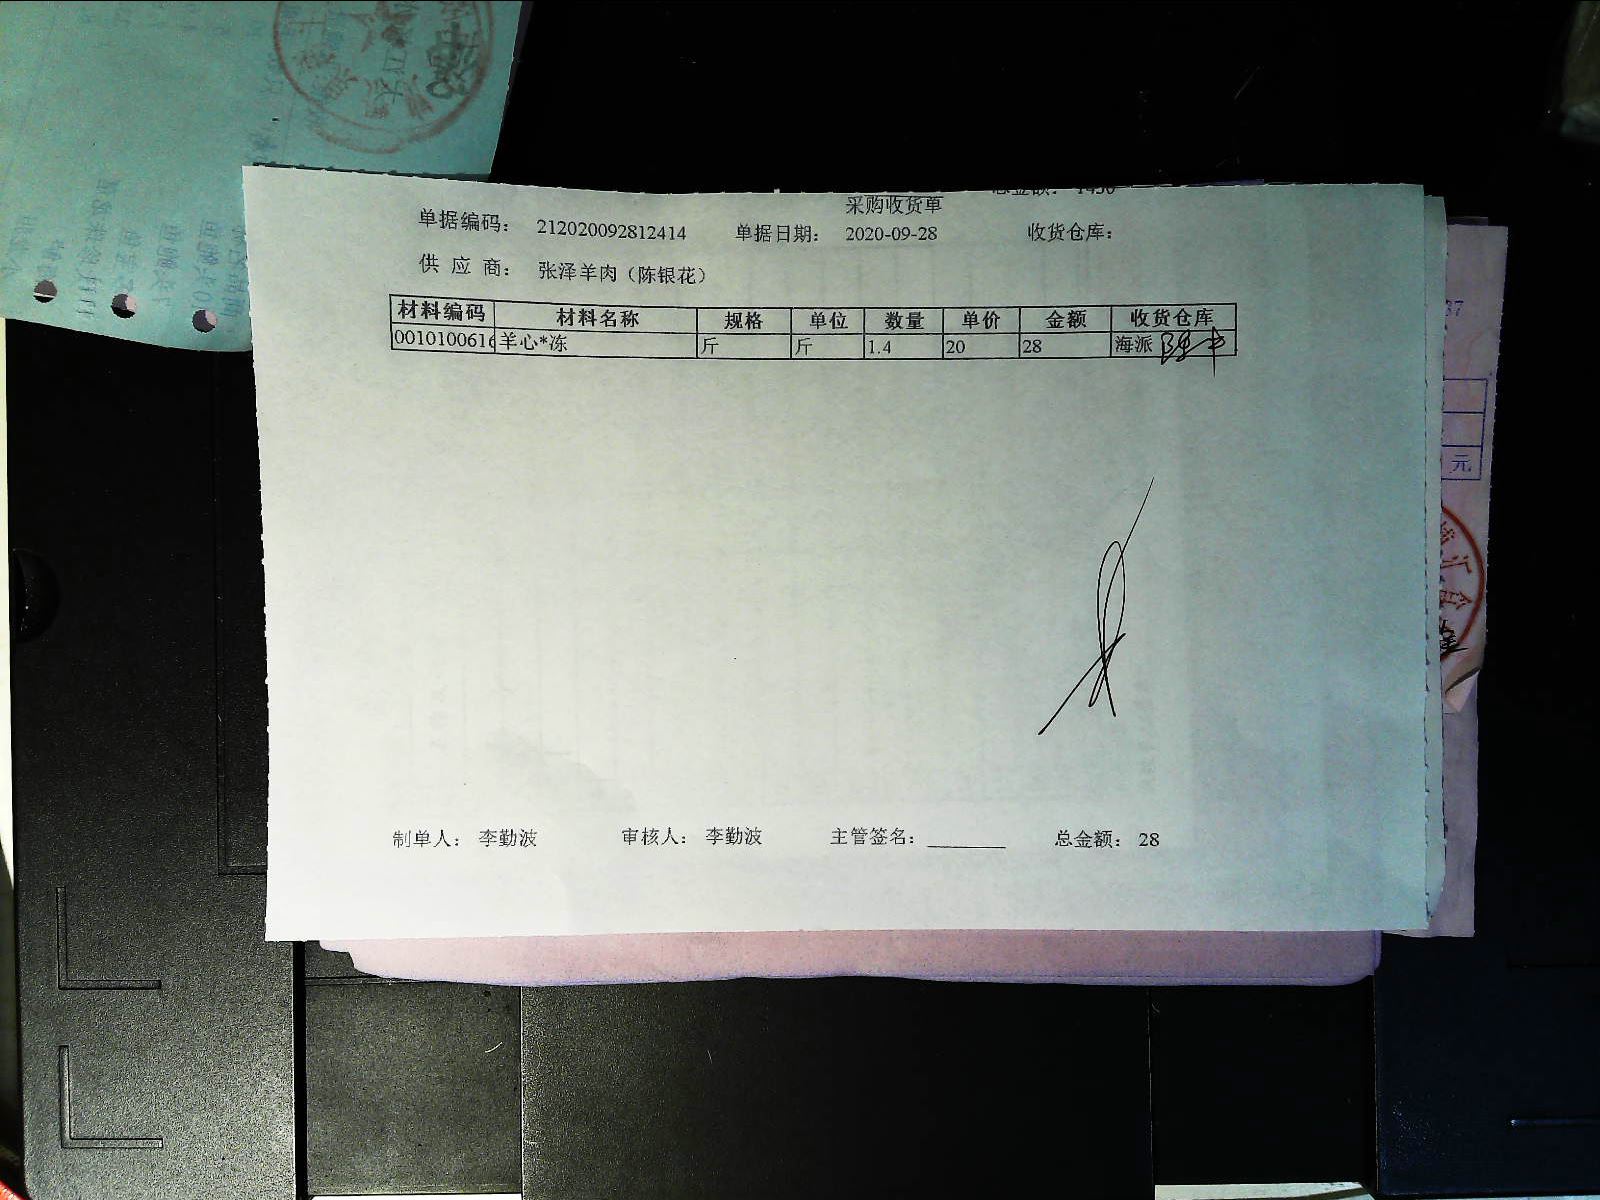 采购收货单
单据编码： 212020092812414 单据日期： 2020-09-28 收货仓库：
供 应 商： 张泽羊肉（陈银花）
材料编码 材料名称 规格 单位 数量 单价 金额 收货仓库
0010100616 羊心*冻 斤 斤 1.4 20 28 海派
制单人： 李勤波 审核人： 李勤波 主管签名： 总金额： 28
元